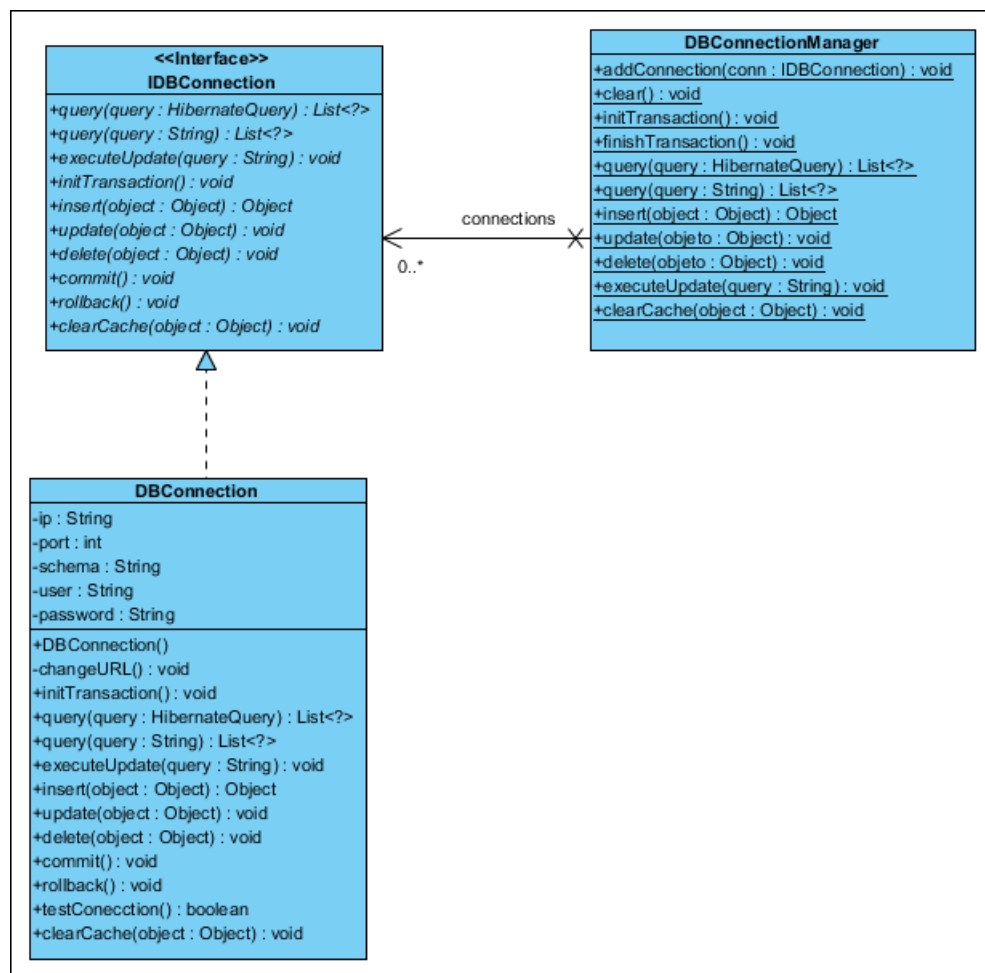 <<Interface>>
IDBConnection
+query(query : HibernateQuery) : List<?>
+query(query : String) : List<?>
+executeUpdate(query : String) : void
+initTransaction() : void
+insert(object : Object) : Object
+update(object : Object) : void
+delete(object : Object) : void
+commit() : void
+rollback() : void
+clearCache(object : Object) : void
DBConnectionManager
+addConnection(conn : IDBConnection) : void
+clear() : void
+initTransaction() : void
+finishTransaction() : void
+query(query : HibernateQuery) : List<?>
+query(query : String) : List<?>
+insert(object : Object) : Object
+update(objeto : Object) : void
+delete(objeto : Object) : void
+executeUpdate(query : String) : void
+clearCache(object : Object) : void
connections
0..*
DBConnection
-ip : String
-port : int
-schema : String
-user : String
-password : String
+DBConnection()
-changeURL() : void
+initTransaction() : void
+query(query : HibernateQuery) : List<?>
+query(query : String) : List<?>
+executeUpdate(query : String) : void
+insert(object : Object) : Object
+update(object : Object) : void
+delete(object : Object) : void
+commit() : void
+rollback() : void
+testConecction() : boolean
+clearCache(object : Object) : void